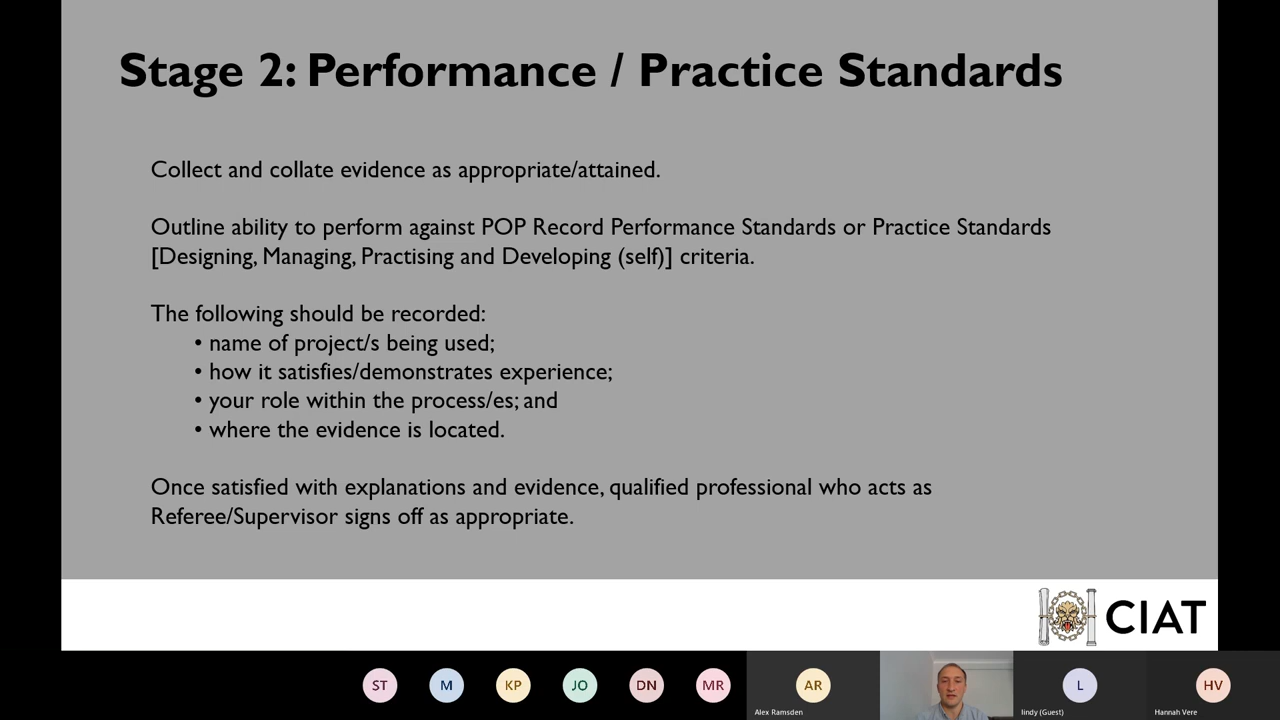 Stage 2: Performance / Practice Standards
Collect and collate evidence as appropriate/attained.
Outline ability to perform against POP Record Performance Standards or Practice Standards
[Designing, Managing, Practising and Developing (self)] criteria.
The following should be recorded:
• name of project/s being used;
• how it satisfies/demonstrates experience;
• your role within the process/es; and
• where the evidence is located.
Once satisfied with explanations and evidence, qualified professional who acts as
Referee/Supervisor signs off as appropriate.
CIAT
ST M KP JO DN MR AR L HV
Alex Ramsden lindy (Guest) Hannah Vere